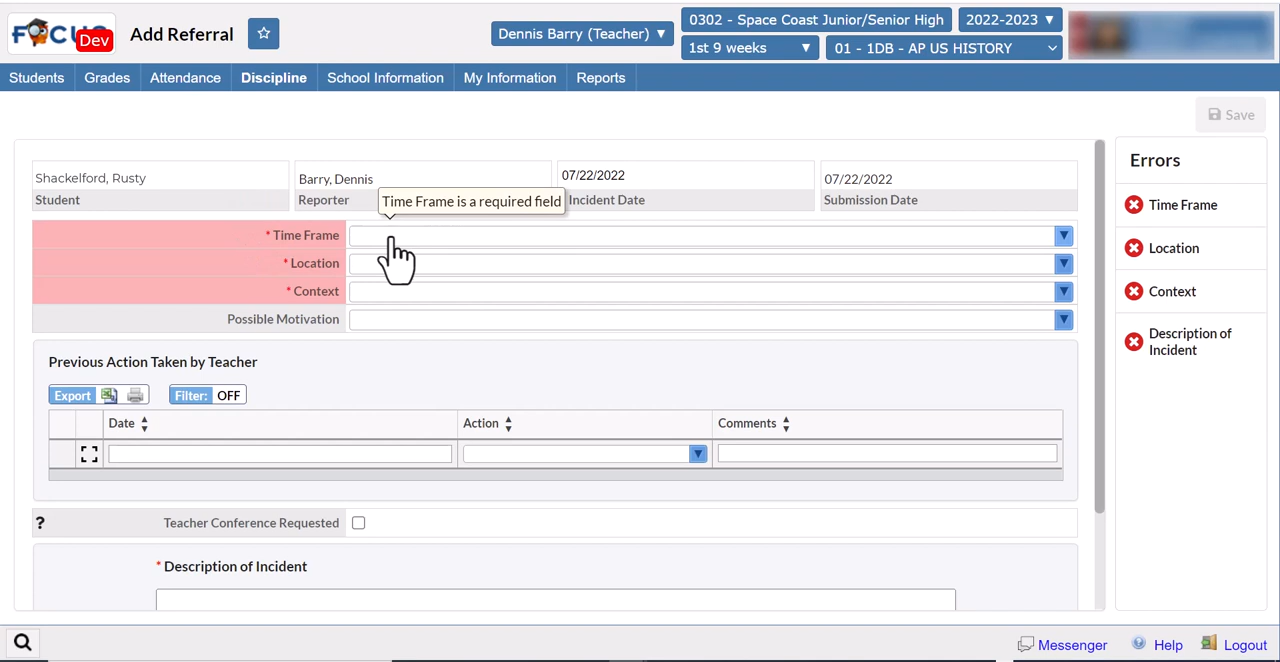 FOCUS Dev
Add Referral
Dennis Barry (Teacher) ▼
0302 - Space Coast Junior/Senior High
2022-2023 ▼
1st 9 weeks ▼
01 - 1DB - AP US HISTORY
Students Grades Attendance Discipline School Information My Information Reports
Save
Shackelford, Rusty
Student
Barry, Dennis
Reporter
07/22/2022
Incident Date
07/22/2022
Submission Date
Time Frame is a required field
* Time Frame
* Location
* Context
Possible Motivation
Previous Action Taken by Teacher
Export
Filter: OFF
Date Action Comments
? Teacher Conference Requested
* Description of Incident
Errors
Time Frame
Location
Context
Description of
Incident
Messenger Help Logout